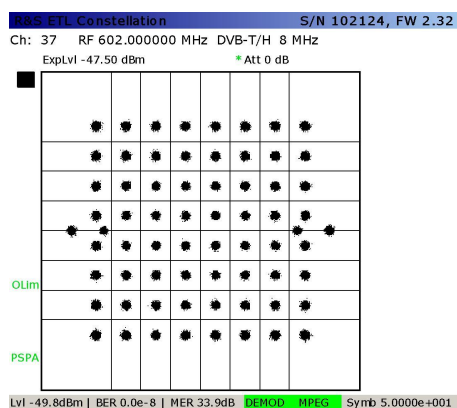 R&S ETL Constellation S/N 102124, FW 2.32
Ch: 37 RF 602.000000 MHz DVB-T/H 8 MHz
ExpLvl -47.50 dBm * Att 0 dB
OLim
PSPA
Lvl -49.8dBm | BER 0.0e-8 | MER 33.9dB DEMOD MPEG Symb 5.0000e+001